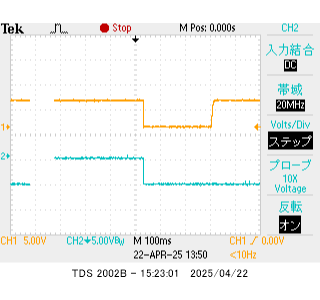 Tek Stop M Pos: 0.000s CH2
入力結合
DC
帯域
20MHz
Volts/Div
ステップ
プローブ
10X
Voltage
反転
オン
1
2
CH1 5.00V CH2 5.00VBw M 100ms CH1 / 0.00V
22-APR-25 13:50 <10Hz
TDS 2002B - 15:23:01 2025/04/22